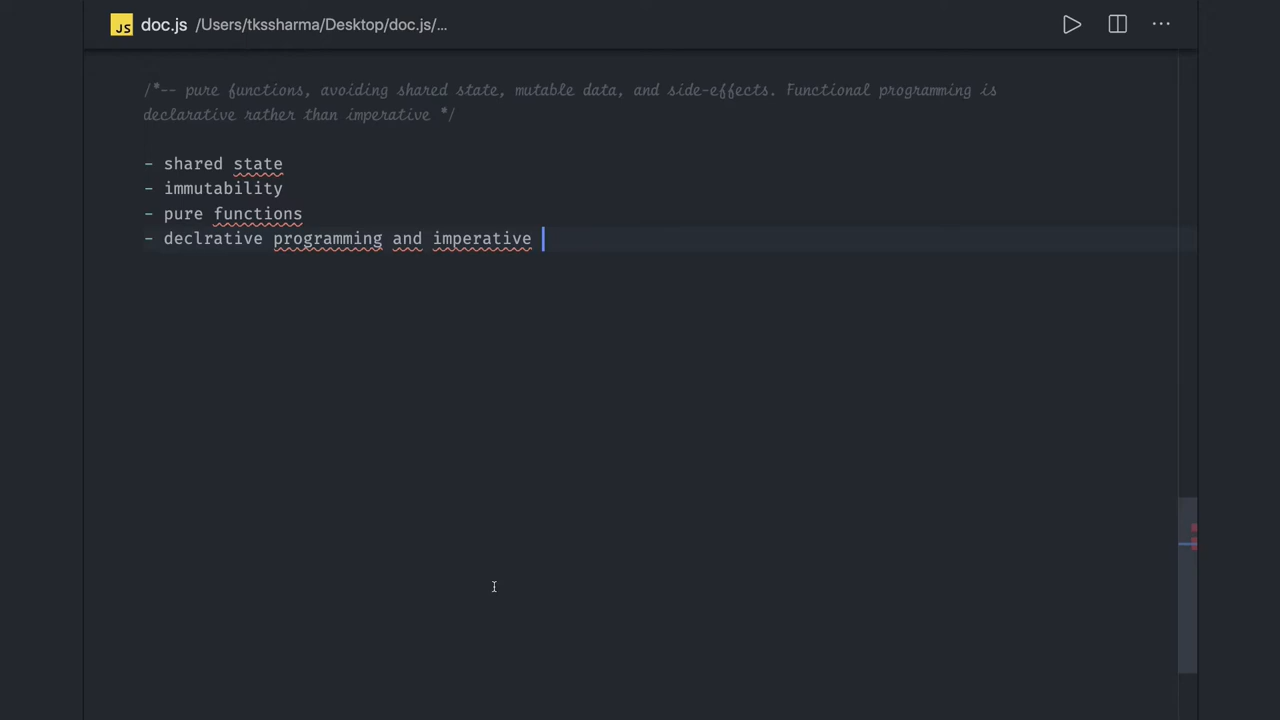 JS doc.js /Users/tkssharma/Desktop/doc.js/...
/*-- pure functions, avoiding shared state, mutable data, and side-effects. Functional programming is
declarative rather than imperative */
- shared state
- immutability
- pure functions
- declrative programming and imperative